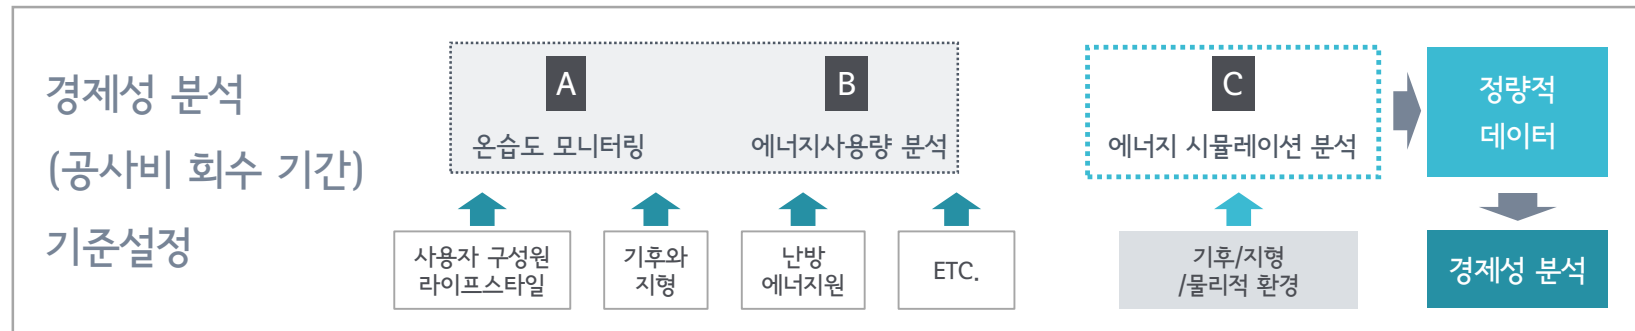 경제성 분석
(공사비 회수 기간)
기준설정
A
온습도 모니터링
B
에너지사용량 분석
사용자 구성원
라이프스타일
기후와
지형
난방
에너지원
ETC.
C
에너지 시뮬레이션 분석
기후/지형
/물리적 환경
정량적
데이터
경제성 분석